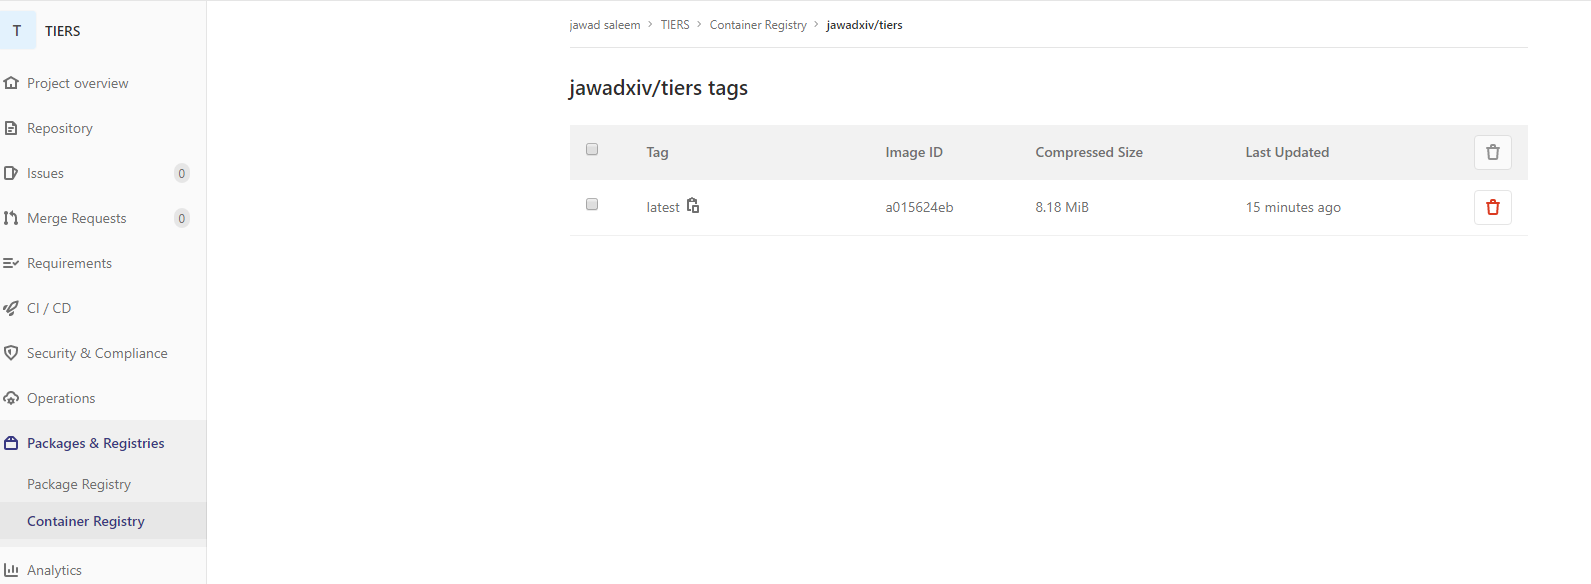 T TIERS
Project overview
Repository
Issues 0
Merge Requests 0
Requirements
CI / CD
Security & Compliance
Operations
Packages & Registries
Package Registry
Container Registry
Analytics
jawad saleem > TIERS > Container Registry > jawadxiv/tiers
jawadxiv/tiers tags
Tag Image ID Compressed Size Last Updated
latest a015624eb 8.18 MiB 15 minutes ago